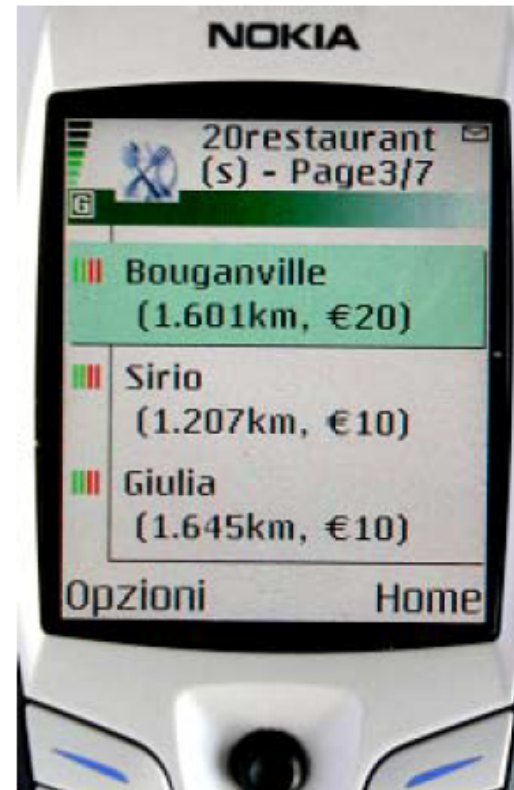 NOKIA
20restaurant
(s) - Page3/7
G
Bouganville
(1.601km, €20)
Sirio
(1.207km, €10)
Giulia
(1.645km, €10)
Opzioni Home